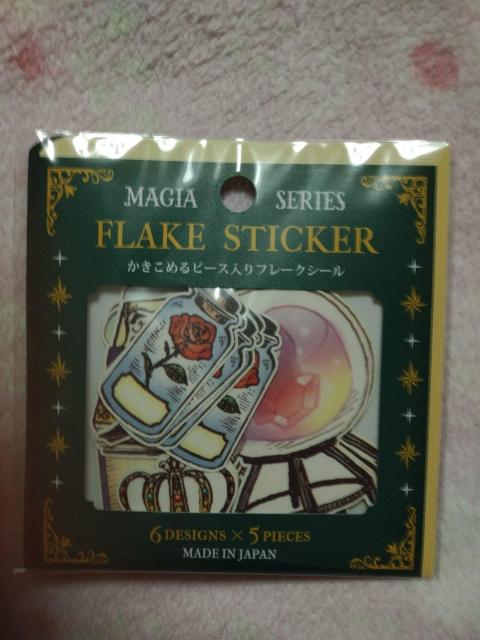 MAGIA SERIES
FLAKE STICKER
かきこめるピース入りフレークシール
6 DESIGNS × 5 PIECES
MADE IN JAPAN